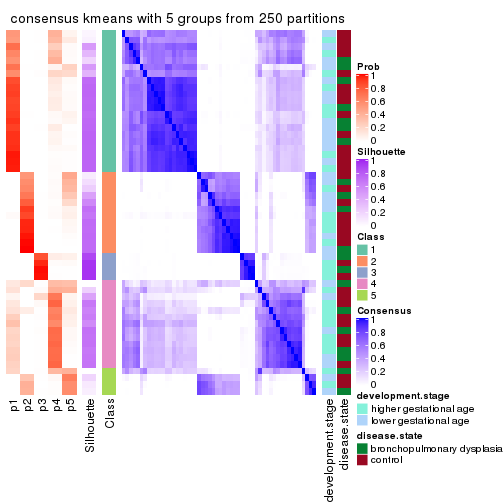 consensus kmeans with 5 groups from 250 partitions
Prob
1
0.8
0.6
0.4
0.2
0
Silhouette
1
0.8
0.6
0.4
0.2
0
Class
1
2
3
4
5
Consensus
1
0.8
0.6
0.4
0.2
0
development.stage
higher gestational age
lower gestational age
disease.state
bronchopulmonary dysplasia
control
p1
p2
p3
p4
p5
Silhouette
Class
development.stage
disease.state